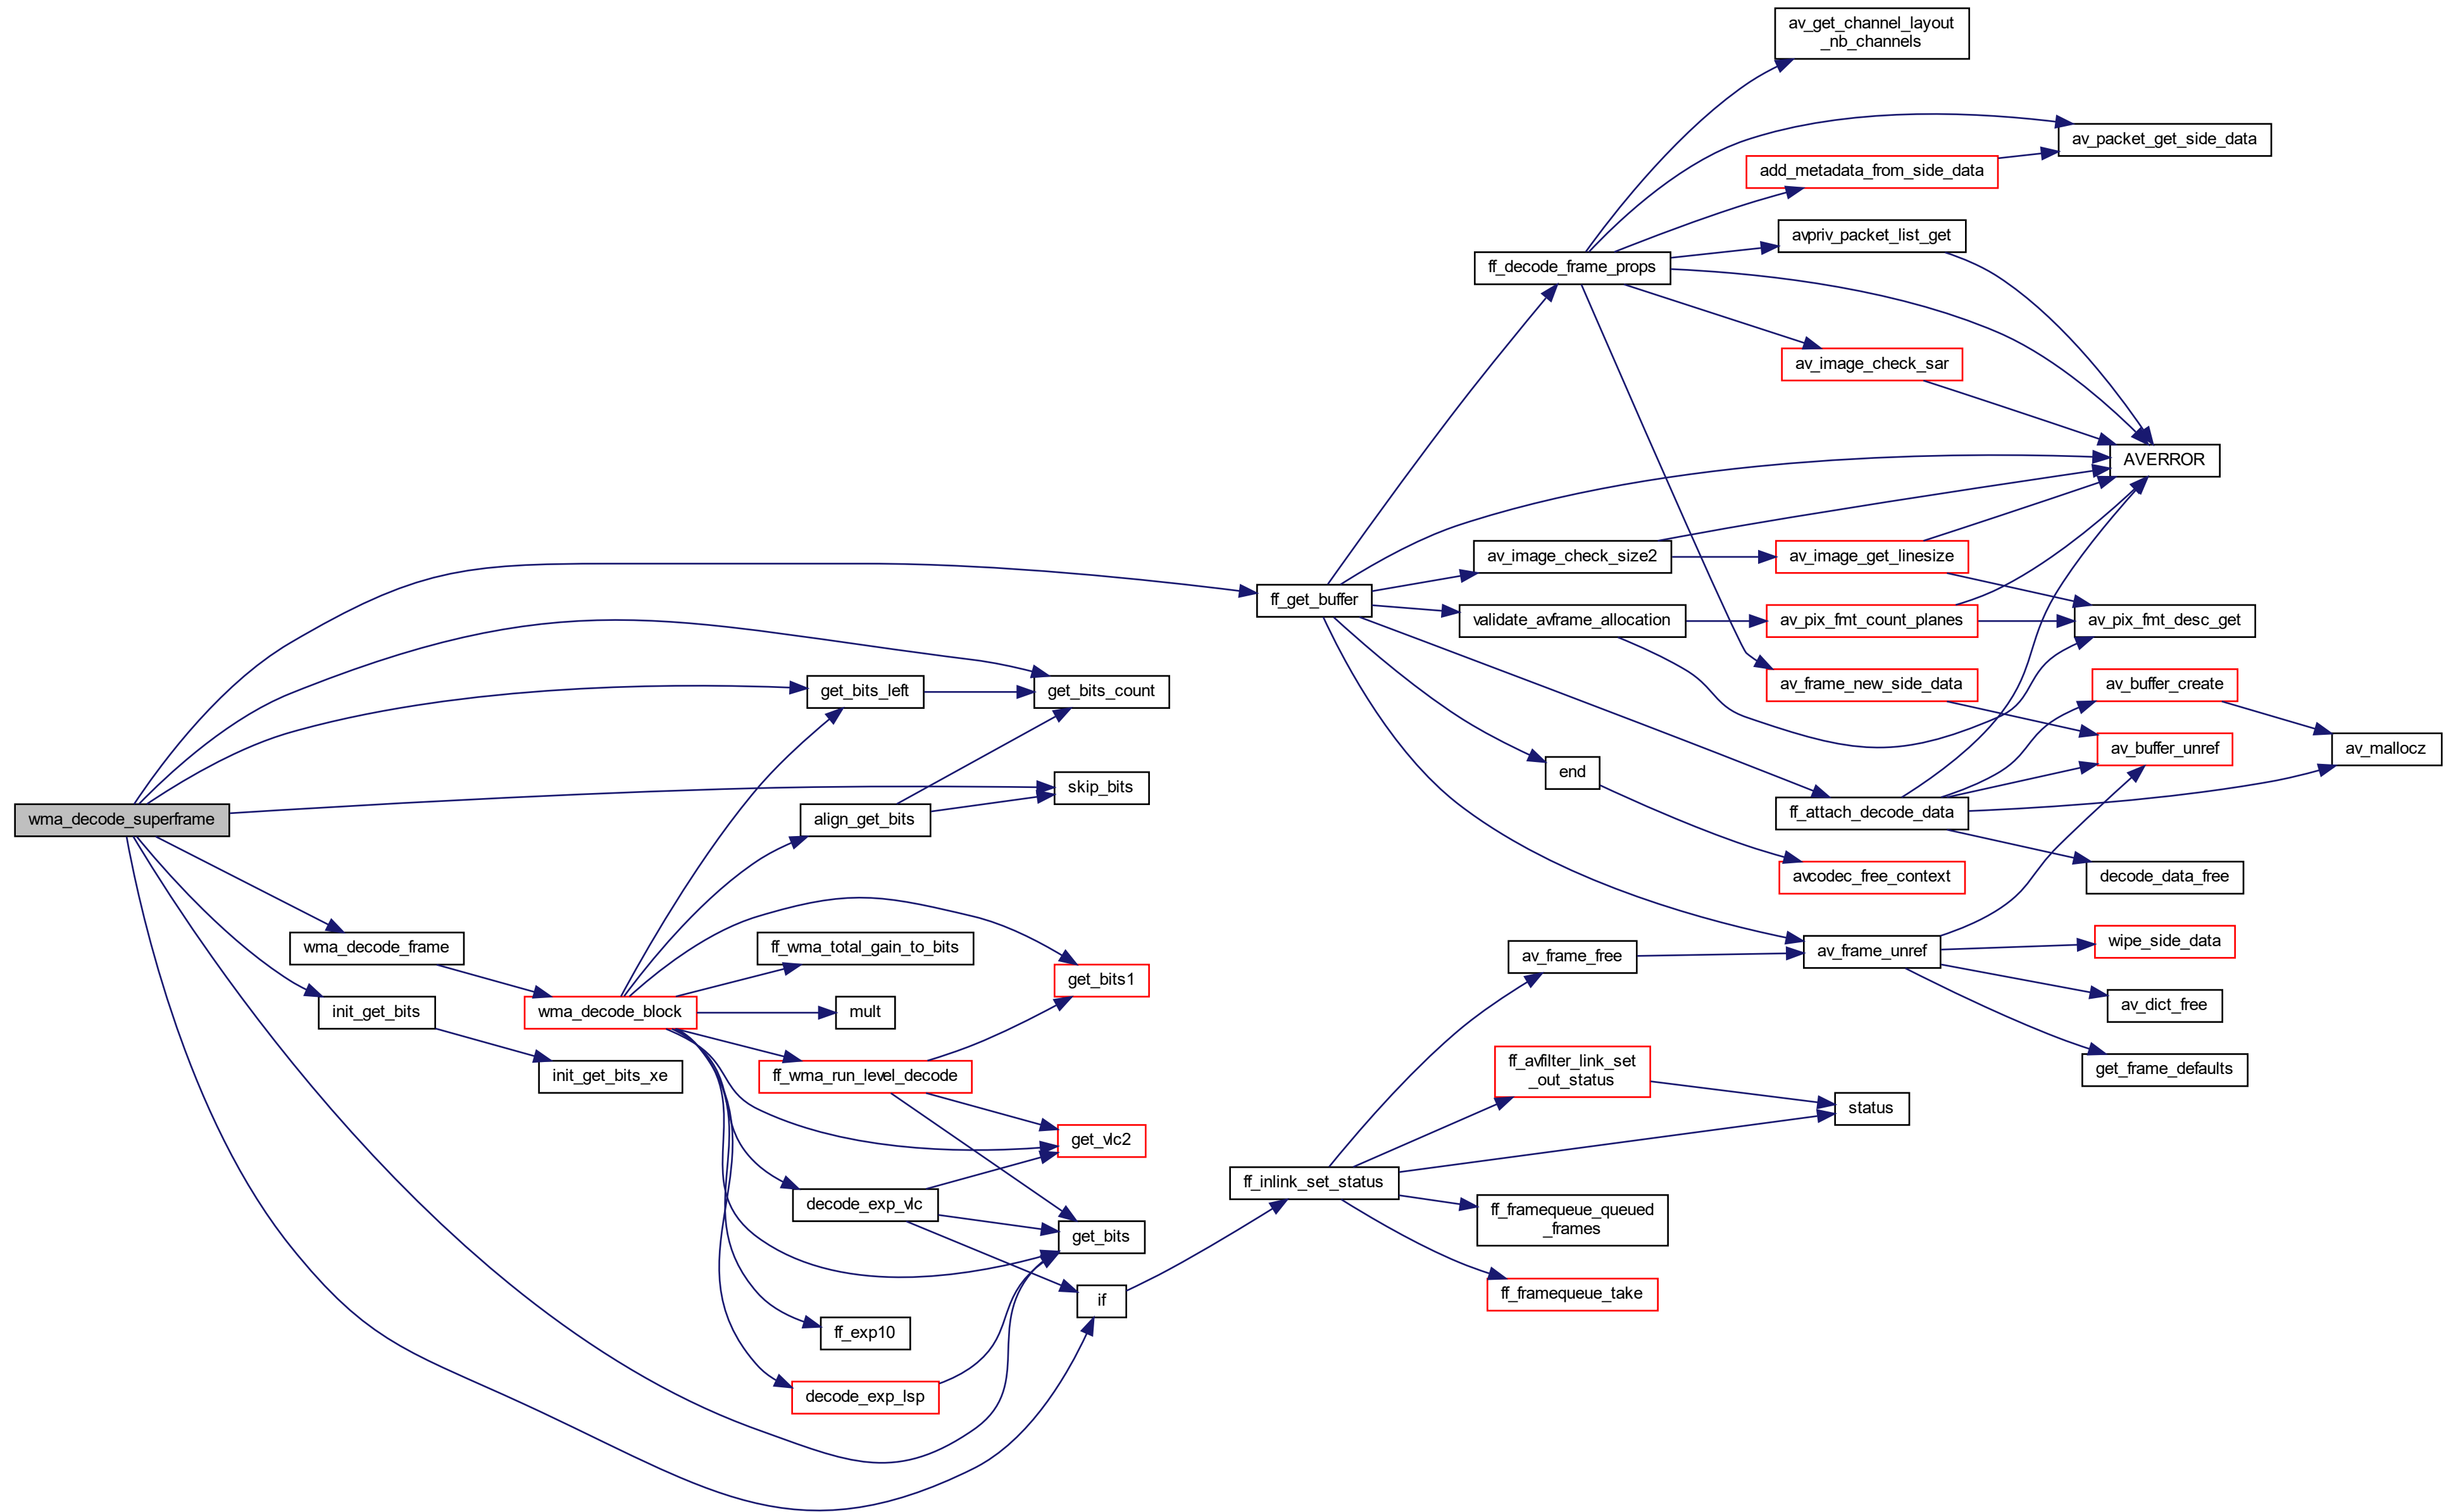 av_get_channel_layout
_nb_channels
av_packet_get_side_data
add_metadata_from_side_data
avpriv_packet_list_get
ff_decode_frame_props
av_image_check_sar
AVERROR
av_image_check_size2
av_image_get_linesize
ff_get_buffer
validate_avframe_allocation
av_pix_fmt_count_planes
av_pix_fmt_desc_get
get_bits_left
get_bits_count
av_frame_new_side_data
av_buffer_create
av_buffer_unref
av_mallocz
end
skip_bits
wma_decode_superframe
align_get_bits
ff_attach_decode_data
avcodec_free_context
decode_data_free
wma_decode_frame
ff_wma_total_gain_to_bits
av_frame_free
av_frame_unref
wipe_side_data
get_bits1
init_get_bits
wma_decode_block
mult
av_dict_free
init_get_bits_xe
ff_wma_run_level_decode
ff_avfilter_link_set
_out_status
get_frame_defaults
status
get_vlc2
ff_inlink_set_status
decode_exp_vlc
get_bits
ff_framequeue_queued
_frames
if
ff_framequeue_take
ff_exp10
decode_exp_lsp